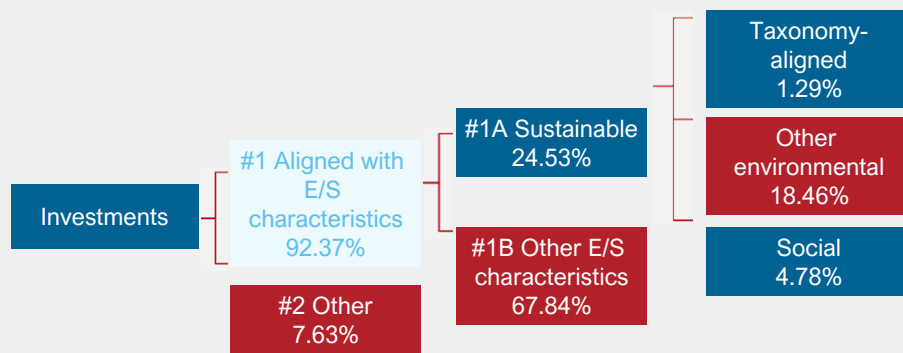 Investments
#1 Aligned with
E/S
characteristics
92.37%
#2 Other
7.63%
#1A Sustainable
24.53%
#1B Other E/S
characteristics
67.84%
Taxonomy-
aligned
1.29%
Other
environmental
18.46%
Social
4.78%